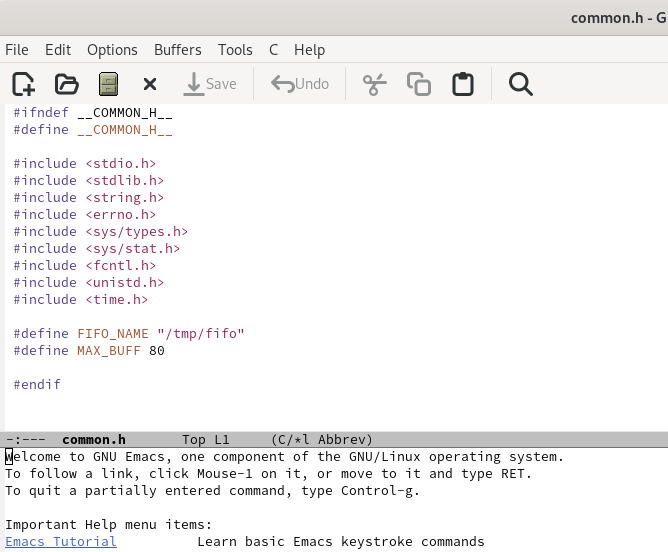 common.h - G
File Edit Options Buffers Tools C Help
Save Undo
#ifndef __COMMON_H__
#define __COMMON_H__
#include <stdio.h>
#include <stdlib.h>
#include <string.h>
#include <errno.h>
#include <sys/types.h>
#include <sys/stat.h>
#include <fcntl.h>
#include <unistd.h>
#include <time.h>
#define FIFO_NAME "/tmp/fifo"
#define MAX_BUFF 80
#endif
-:--- common.h Top L1 (C/*l Abbrev)
Welcome to GNU Emacs, one component of the GNU/Linux operating system.
To follow a link, click Mouse-1 on it, or move to it and type RET.
To quit a partially entered command, type Control-g.
Important Help menu items:
Emacs Tutorial Learn basic Emacs keystroke commands